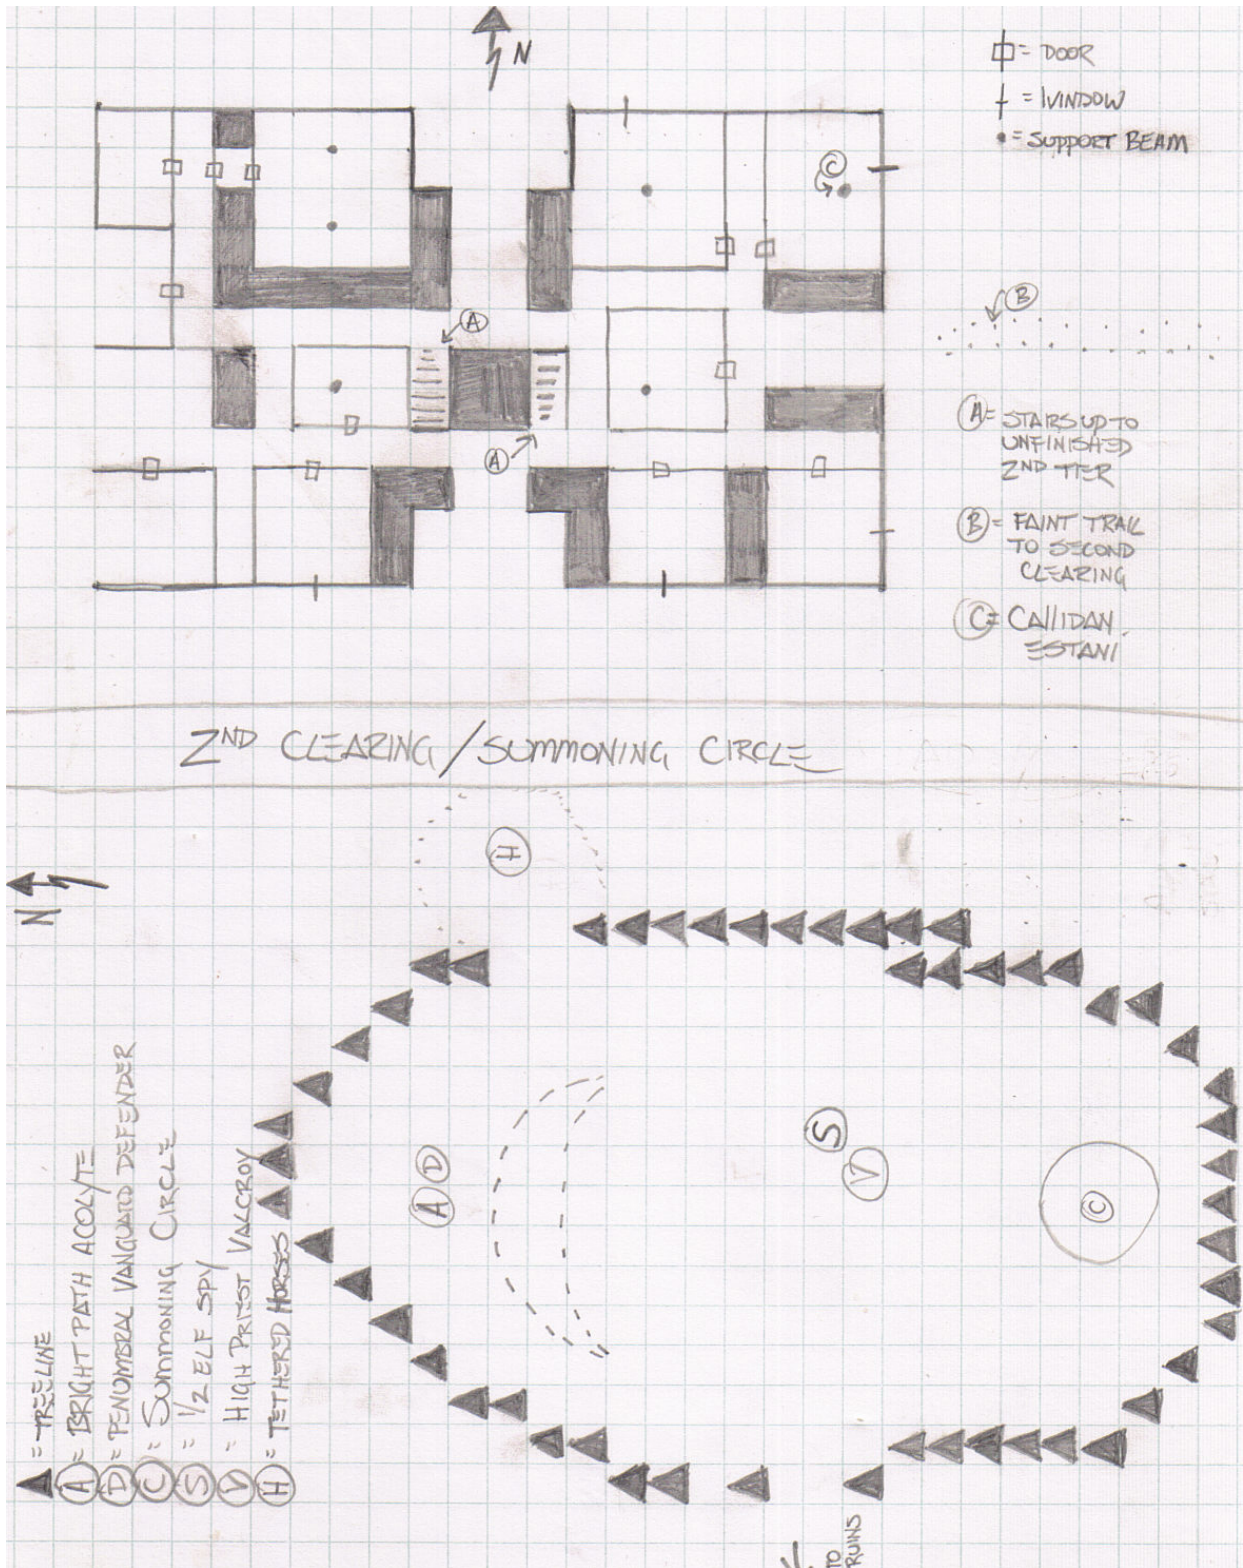 N
= DOOR
= WINDOW
= SUPPORT BEAM
C
A
B
A
A = STAIRS UP TO
UNFINISHED
2ND TIER
B = FAINT TRAIL
TO SECOND
CLEARING
C = CALLIDAN
ESTANI
2ND CLEARING / SUMMONING CIRCLE
H
N
S
V
D
A
C
= TREELINE
A = BRIGHT PATH ACOLYTE
D = PENUMBRAL VANGUARD DEFENDER
C = SUMMONING CIRCLE
S = 1/2 ELF SPY
V = HIGH PRIEST VALCROY
H = TETHERED HORSES
TO
RUINS